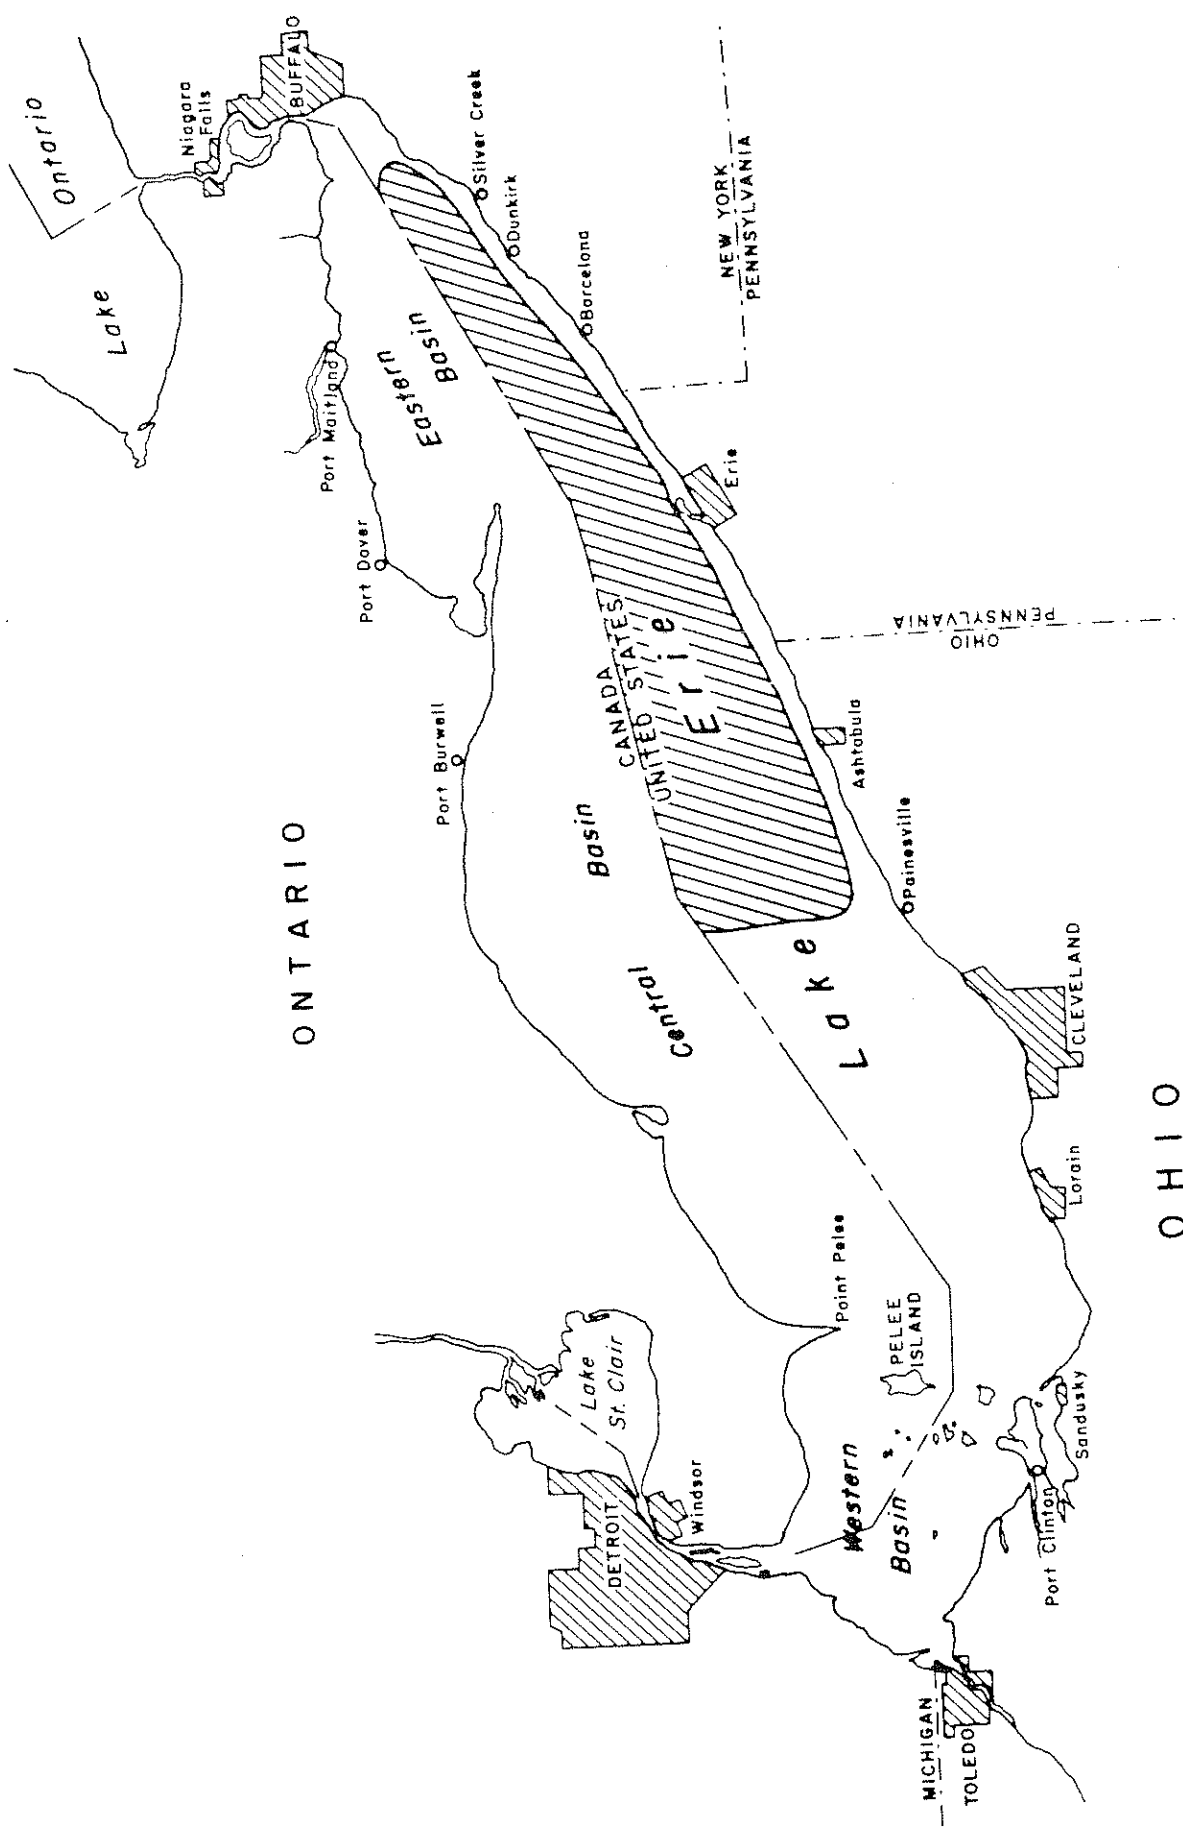 Lake
Ontario
Niagara
Falls
BUFFALO
ONTARIO
Port Maitland
Port Dover
Port Burwell
Silver Creek
Dunkirk
Barcelona
Eastern
Basin
Central
Basin
CANADA
UNITED STATES
Lake
Erie
NEW YORK
PENNSYLVANIA
Erie
OHIO
PENNSYLVANIA
Ashtabula
Painesville
CLEVELAND
Lorain
Lake
St. Clair
DETROIT
Windsor
Point Pelee
PELEE
ISLAND
Western
Basin
Sandusky
Port Clinton
MICHIGAN
TOLEDO
OHIO